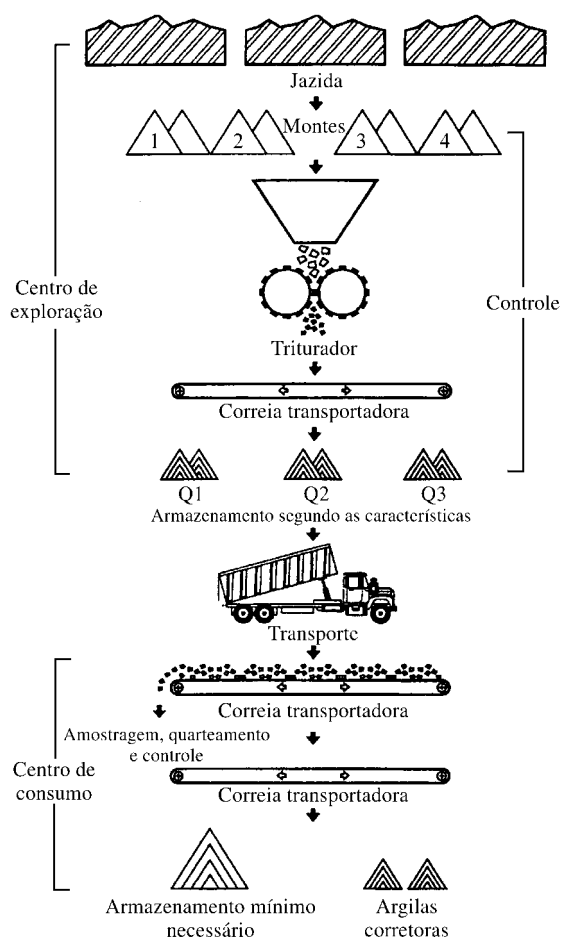 Jazida
1
2
Montes
3
4
Centro de
exploração
Controle
Triturador
Correia transportadora
Q1
Q2
Q3
Armazenamento segundo as características
Transporte
Correia transportadora
Amostragem, quarteamento
e controle
Centro de
consumo
Correia transportadora
Armazenamento mínimo
necessário
Argilas
corretoras